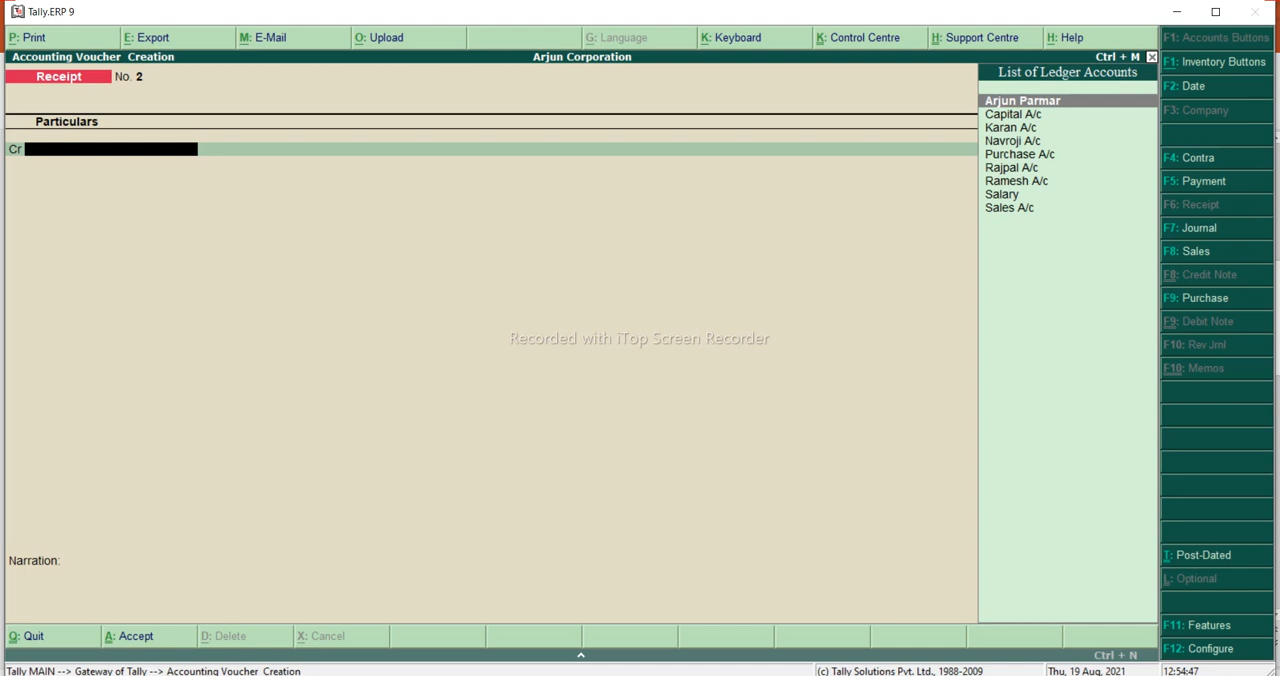 Tally.ERP 9
P: Print
E: Export
M: E-Mail
O: Upload
G: Language
K: Keyboard
K: Control Centre
H: Support Centre
H: Help
Accounting Voucher Creation
Arjun Corporation
Ctrl + M
Receipt No. 2
Particulars
Cr
Narration:
List of Ledger Accounts
Arjun Parmar
Capital A/c
Karan A/c
Navroji A/c
Purchase A/c
Rajpal A/c
Ramesh A/c
Salary
Sales A/c
Recorded with iTop Screen Recorder
F1: Accounts Buttons
F1: Inventory Buttons
F2: Date
F3: Company
F4: Contra
F5: Payment
F6: Receipt
F7: Journal
F8: Sales
F8: Credit Note
F9: Purchase
F9: Debit Note
F10: Rev Jrnl
F10: Memos
T: Post-Dated
L: Optional
F11: Features
F12: Configure
Q: Quit
A: Accept
D: Delete
X: Cancel
Ctrl + N
Tally MAIN --> Gateway of Tally --> Accounting Voucher Creation
(c) Tally Solutions Pvt. Ltd., 1988-2009
Thu, 19 Aug, 2021
12:54:47